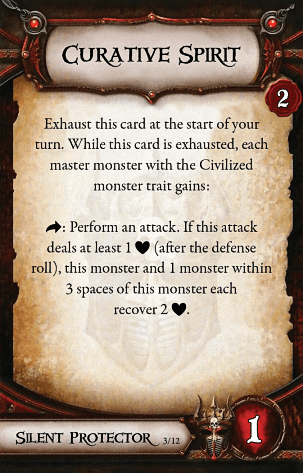 Curative Spirit
2
Exhaust this card at the start of your
turn. While this card is exhausted, each
master monster with the Civilized
monster trait gains:
: Perform an attack. If this attack
deals at least 1 ♥ (after the defense
roll), this monster and 1 monster within
3 spaces of this monster each
recover 2 ♥.
Silent Protector 3/12
1